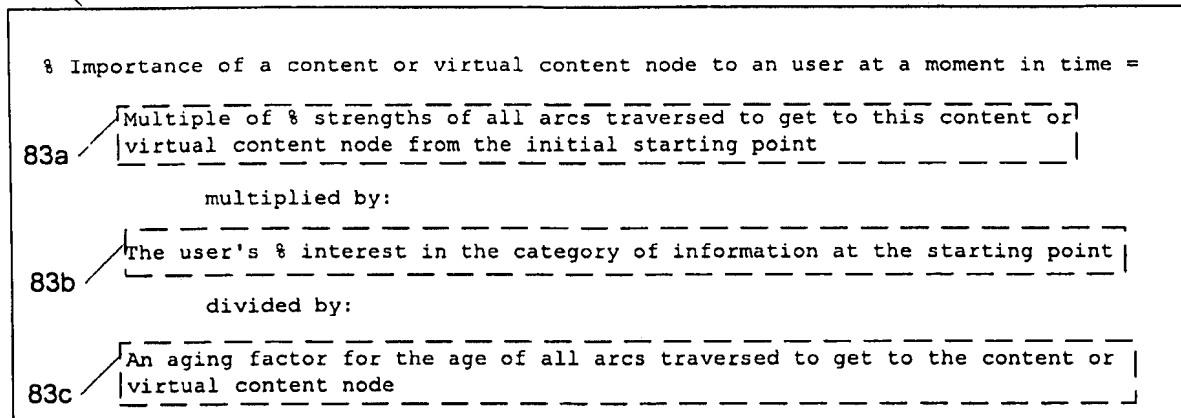 % Importance of a content or virtual content node to an user at a moment in time =
Multiple of % strengths of all arcs traversed to get to this content or
virtual content node from the initial starting point
83a
multiplied by:
The user's % interest in the category of information at the starting point
83b
divided by:
An aging factor for the age of all arcs traversed to get to the content or
virtual content node
83c